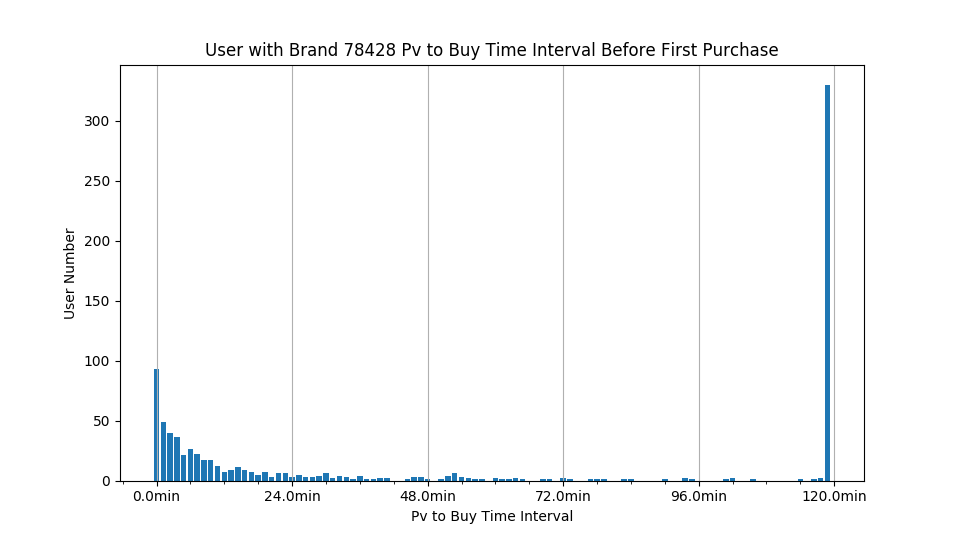 User with Brand 78428 Pv to Buy Time Interval Before First Purchase
300
250
200
150
100
50
0
User Number
0.0min 24.0min 48.0min 72.0min 96.0min 120.0min
Pv to Buy Time Interval